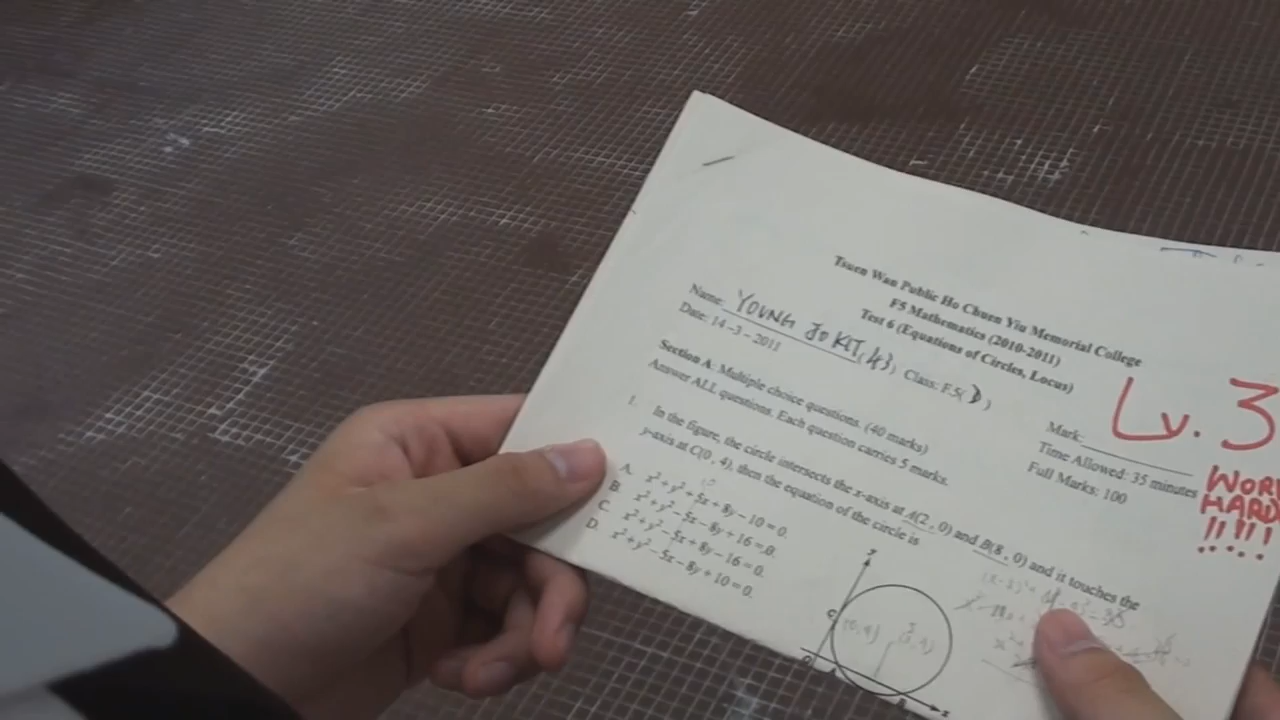 Tsuen Wan Public Ho Chuen Yiu Memorial College
F5 Mathematics (2010-2011)
Test 6 (Equations of Circles, Locus)
Name: YOUNG JO KIT(43) Class: F.5(D)
Date: 14-3-2011
Lv. 3
Mark:
Time Allowed: 35 minutes
Full Marks: 100
WORK
HARD
!!!!!
Section A: Multiple choice questions. (40 marks)
Answer ALL questions. Each question carries 5 marks.
1. In the figure, the circle intersects the x-axis at A(2 , 0) and B(8 , 0) and it touches the
y-axis at C(0 , 4), then the equation of the circle is
A. x²+y²+5x+8y-10=0.
B. x²+y²-5x-8y+16=0.
C. x²+y²-5x+8y-16=0.
D. x²+y²-5x-8y+10=0.
y
C
(0,4)
O
A
B
x